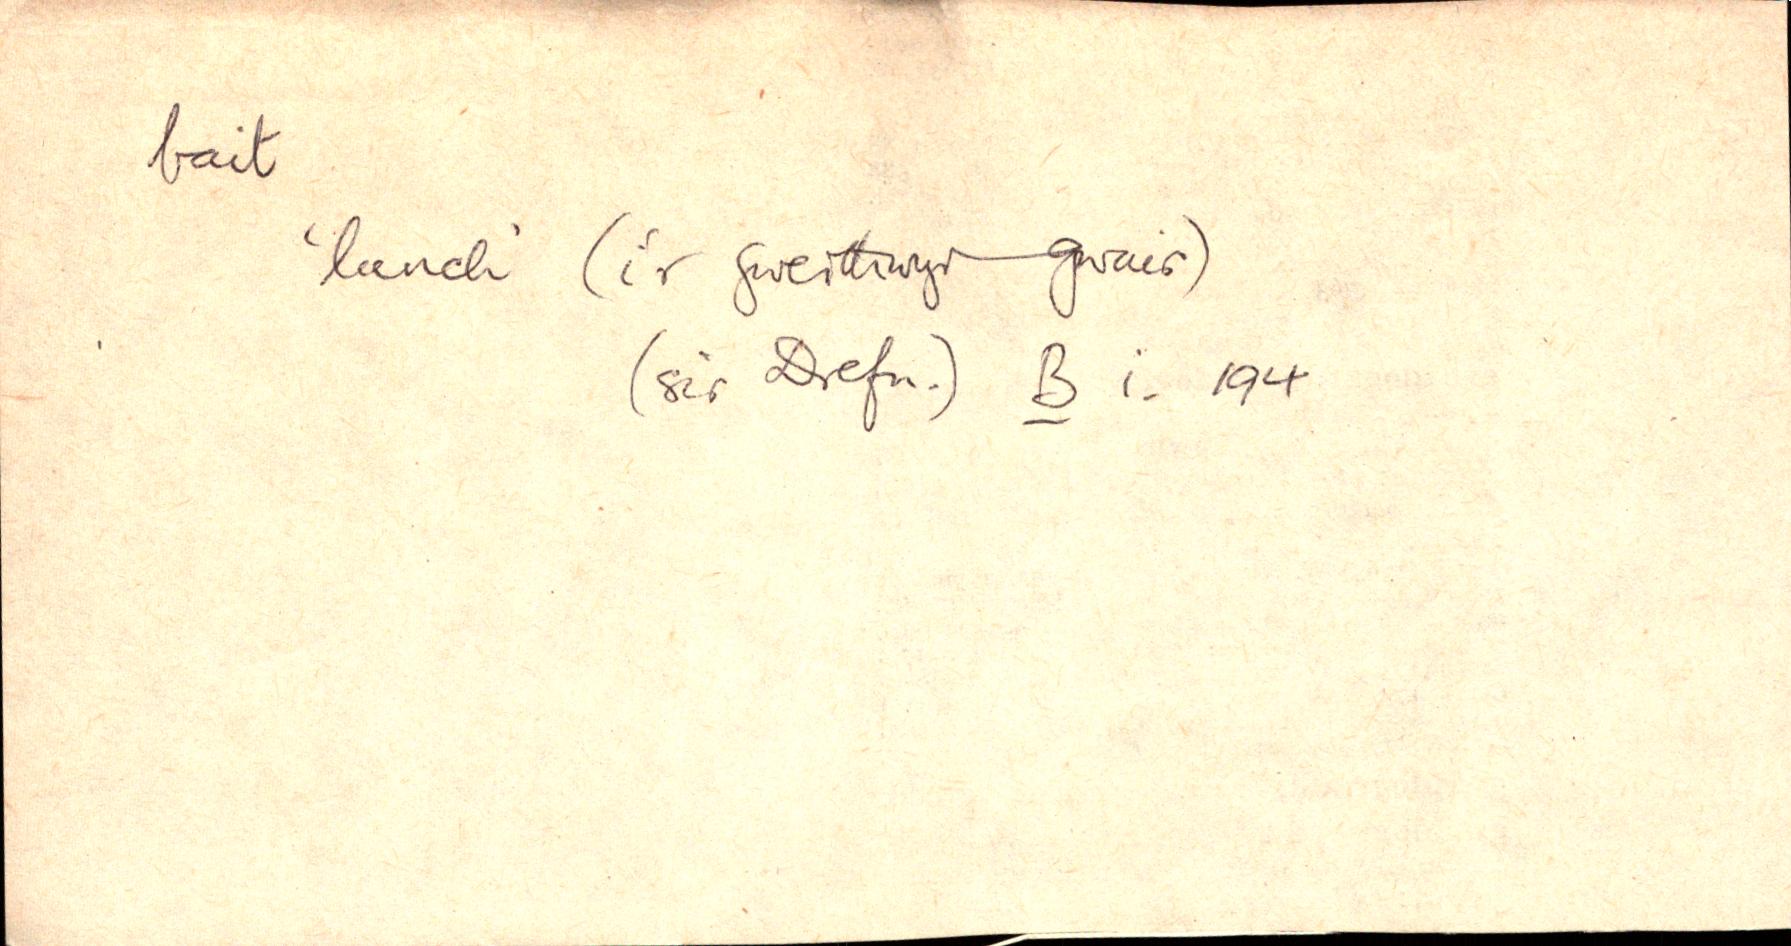 bait
'lunch' (i'r gweithwyr gwair)
(sir Drefn.) B i. 194